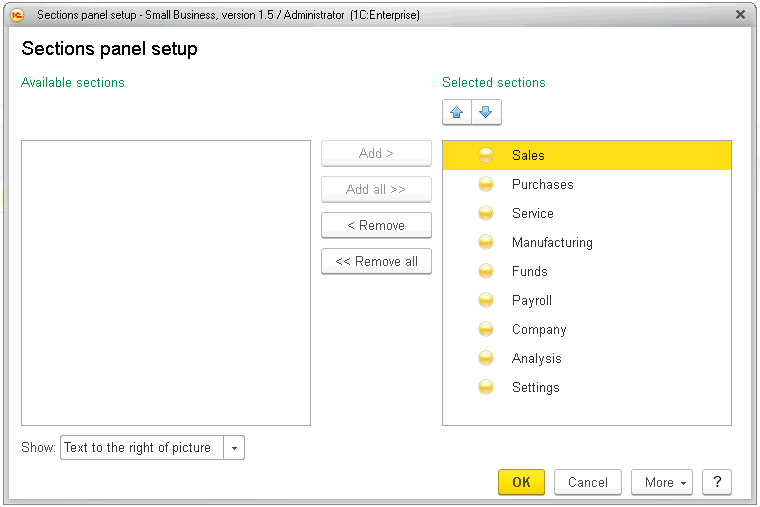 Sections panel setup - Small Business, version 1.5 / Administrator (1C:Enterprise)
Sections panel setup
Available sections
Selected sections
Add >
Add all >>
< Remove
<< Remove all
Sales
Purchases
Service
Manufacturing
Funds
Payroll
Company
Analysis
Settings
Show: Text to the right of picture
OK
Cancel
More
?